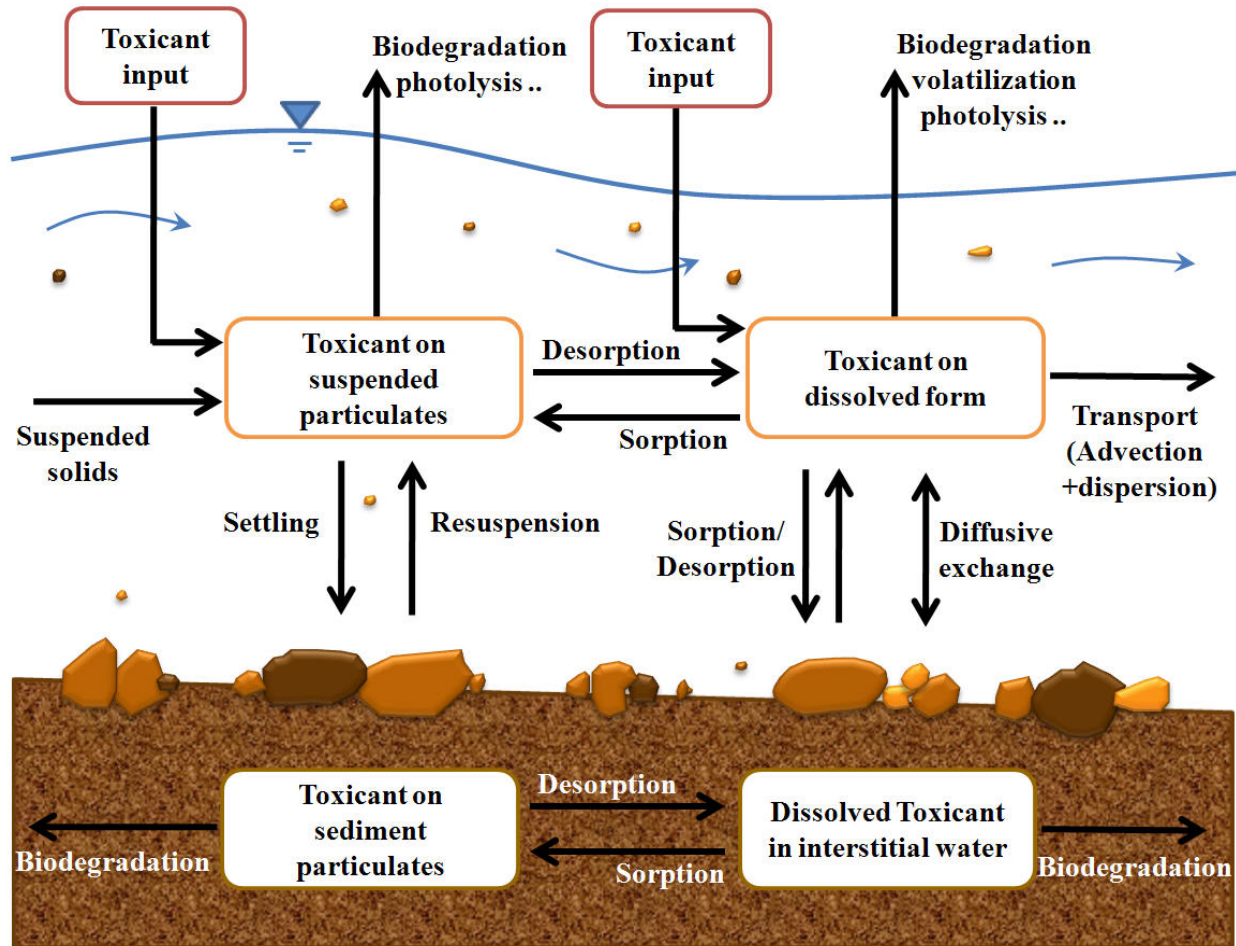 Toxicant
input
Biodegradation
photolysis ..
Toxicant
input
Biodegradation
volatilization
photolysis ..
Toxicant on
suspended
particulates
Desorption
Sorption
Toxicant on
dissolved form
Suspended
solids
Transport
(Advection
+dispersion)
Settling
Resuspension
Sorption/
Desorption
Diffusive
exchange
Toxicant on
sediment
particulates
Desorption
Sorption
Dissolved Toxicant
in interstitial water
Biodegradation
Biodegradation